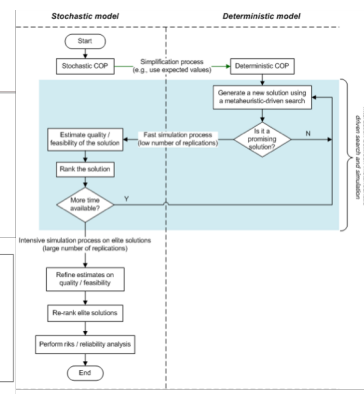 Stochastic model
Deterministic model
Start
Stochastic COP
Simplification process
(e.g., use expected values)
Deterministic COP
Generate a new solution using
a metaheuristic-driven search
Is it a
promising
solution?
N
Fast simulation process
(low number of replications)
Estimate quality /
feasibility of the solution
Rank the solution
More time
available?
Y
driven search and simulation
Intensive simulation process on elite solutions
(large number of replications)
Refine estimates on
quality / feasibility
Re-rank elite solutions
Perform riks / reliability analysis
End